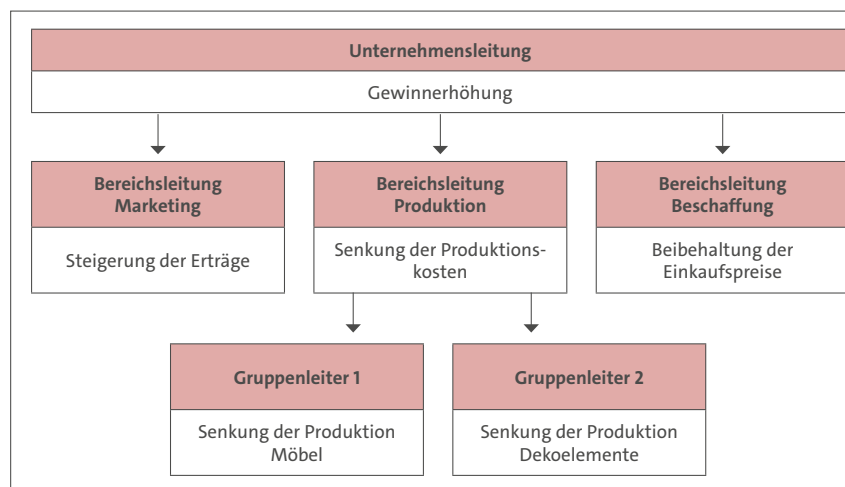 Unternehmensleitung
Gewinnerhöhung
Bereichsleitung
Marketing
Steigerung der Erträge
Bereichsleitung
Produktion
Senkung der Produktions-
kosten
Bereichsleitung
Beschaffung
Beibehaltung der
Einkaufspreise
Gruppenleiter 1
Senkung der Produktion
Möbel
Gruppenleiter 2
Senkung der Produktion
Dekoelemente